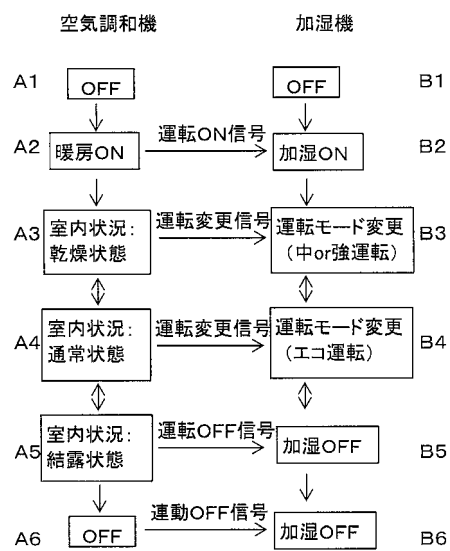 空気調和機 加湿機
A1 OFF OFF B1
運転ON信号
A2 暖房ON 加湿ON B2
A3 室内状況: 運転変更信号 運転モード変更 B3
乾燥状態 (中or強運転)
A4 室内状況: 運転変更信号 運転モード変更 B4
通常状態 (エコ運転)
室内状況: 運転OFF信号
A5 結露状態 加湿OFF B5
連動OFF信号
A6 OFF 加湿OFF B6